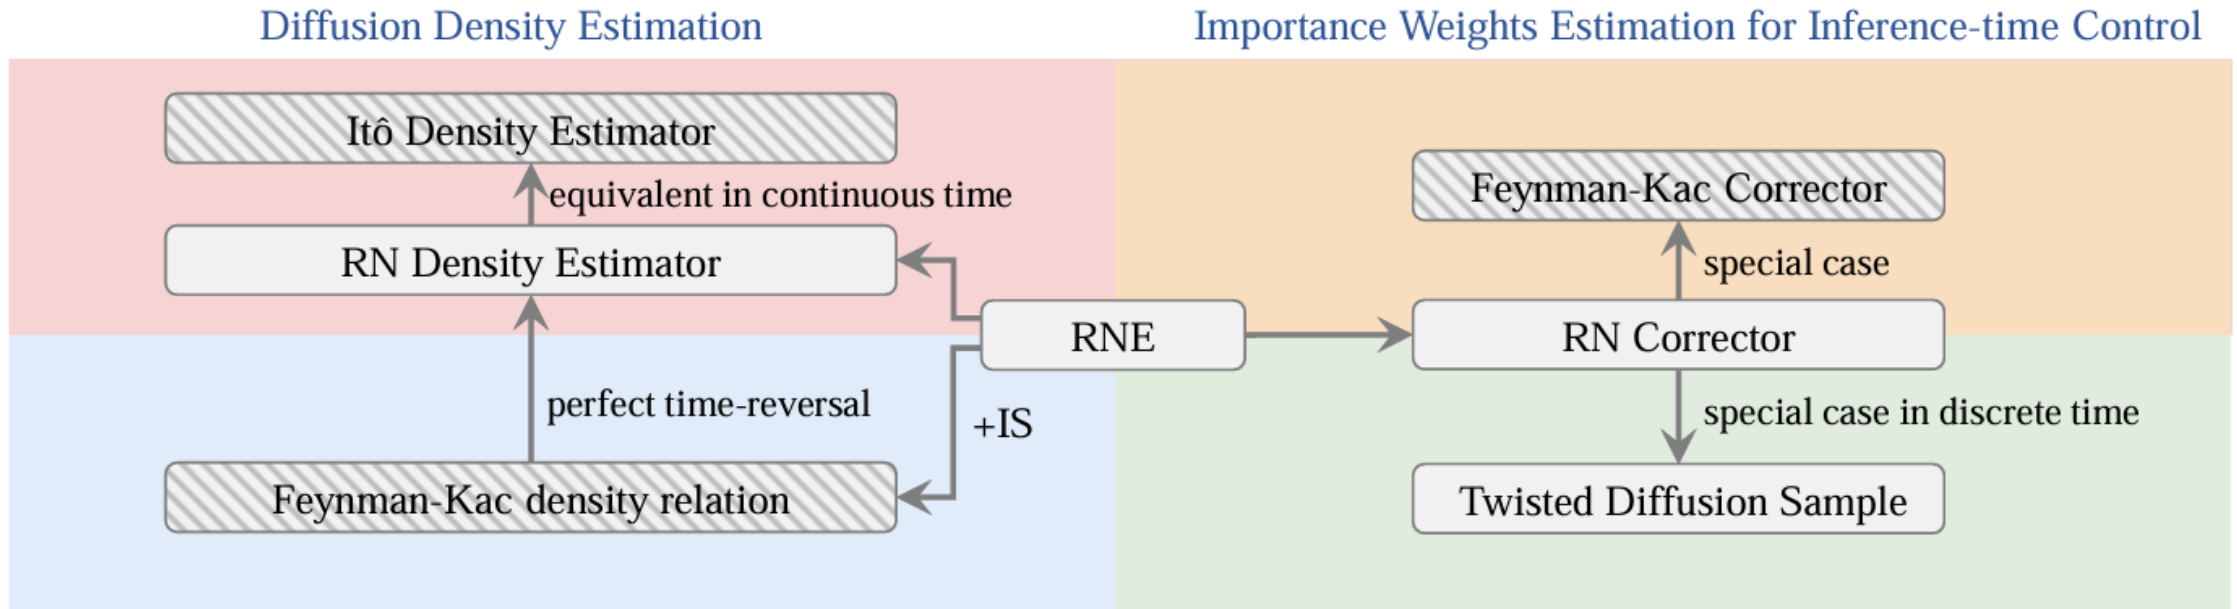 Diffusion Density Estimation
Importance Weights Estimation for Inference-time Control
Itô Density Estimator
equivalent in continuous time
RN Density Estimator
perfect time-reversal
Feynman-Kac density relation
RNE
+IS
Feynman-Kac Corrector
special case
RN Corrector
special case in discrete time
Twisted Diffusion Sample